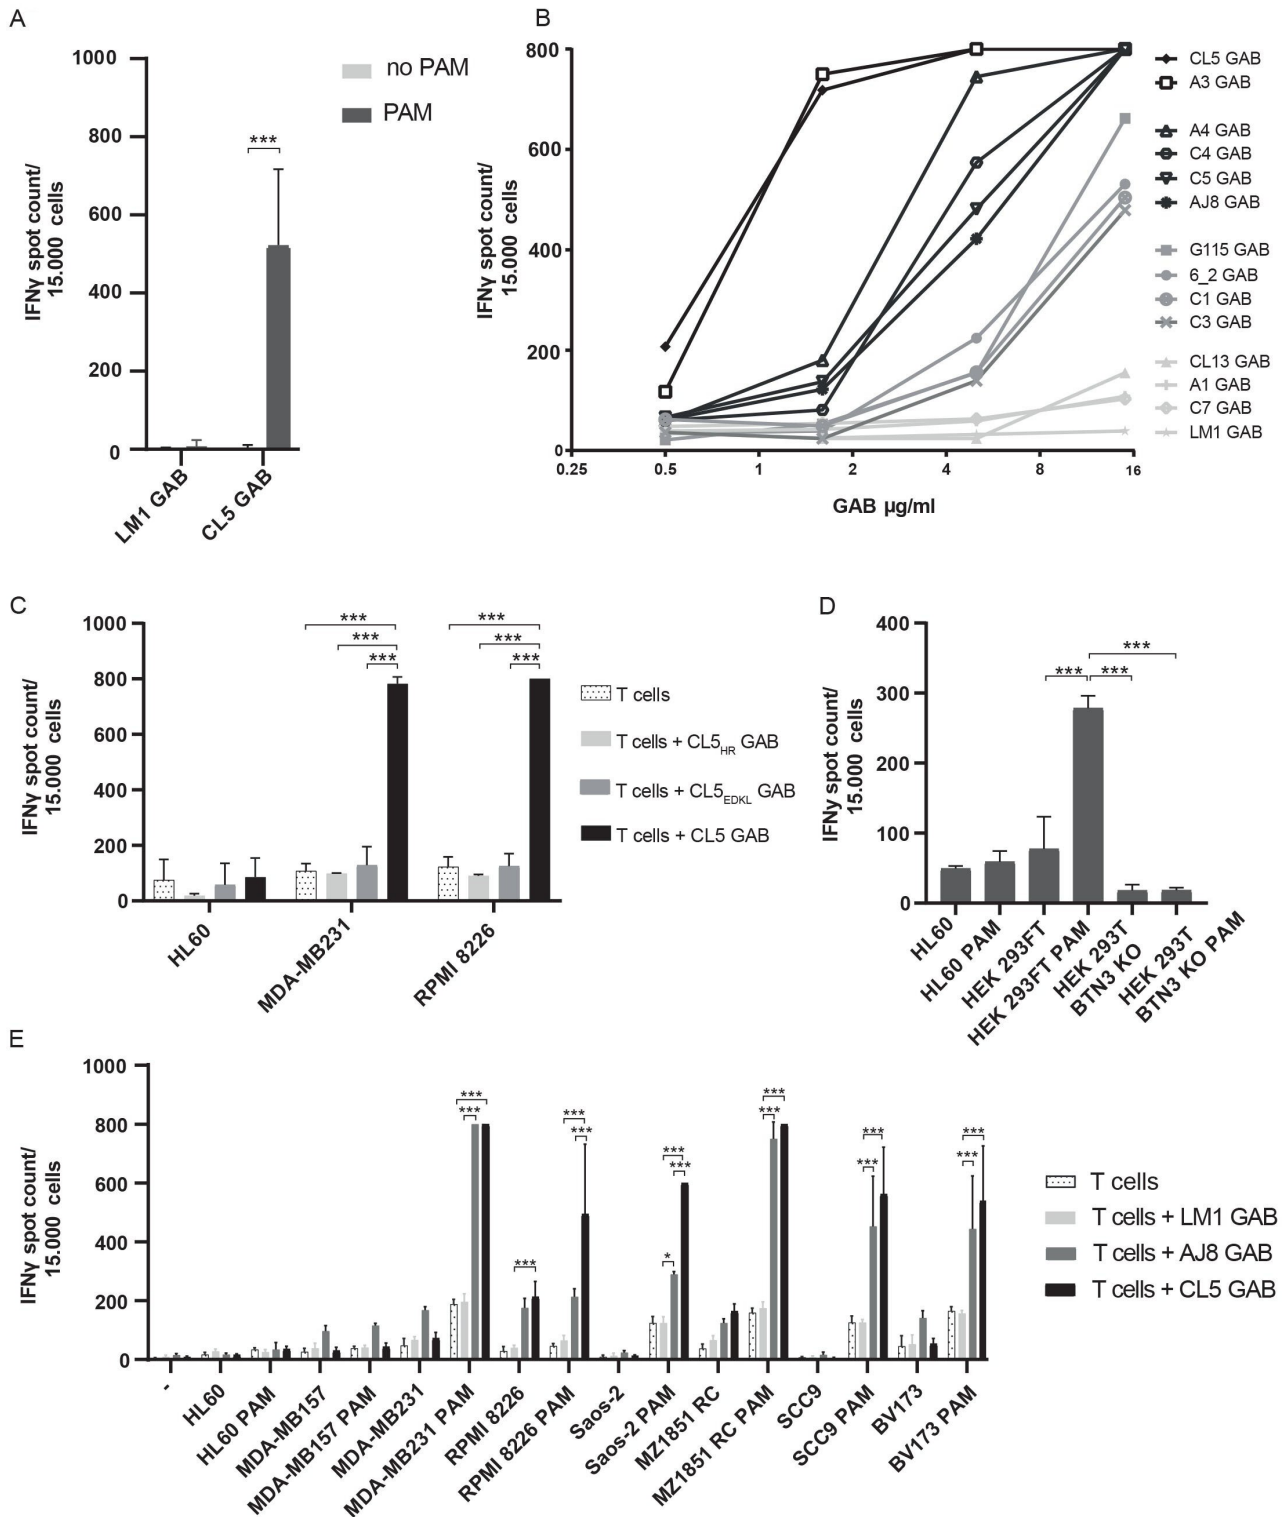 A
1000
800
600
400
200
0
IFNγ spot count/
15.000 cells
no PAM
PAM
***
LM1 GAB
CL5 GAB
B
800
600
400
200
0
IFNγ spot count/
15.000 cells
0.25
0.5
1
2
4
8
16
GAB µg/ml
CL5 GAB
A3 GAB
A4 GAB
C4 GAB
C5 GAB
AJ8 GAB
G115 GAB
6_2 GAB
C1 GAB
C3 GAB
CL13 GAB
A1 GAB
C7 GAB
LM1 GAB
C
1000
800
600
400
200
0
IFNγ spot count/
15.000 cells
***
***
***
***
***
***
HL60
MDA-MB231
RPMI 8226
T cells
T cells + CL5HR GAB
T cells + CL5EDKL GAB
T cells + CL5 GAB
D
400
300
200
100
0
IFNγ spot count/
15.000 cells
***
***
***
HL60
HL60 PAM
HEK 293FT
HEK 293FT PAM
HEK 293T
BTN3 KO
HEK 293T
BTN3 KO PAM
E
1000
800
600
400
200
0
IFNγ spot count/
15.000 cells
***
***
***
***
***
***
***
*
***
***
***
***
***
***
-
HL60
HL60 PAM
MDA-MB157
MDA-MB157 PAM
MDA-MB231
MDA-MB231 PAM
RPMI 8226
RPMI 8226 PAM
Saos-2
Saos-2 PAM
MZ1851 RC
MZ1851 RC PAM
SCC9
SCC9 PAM
BV173
BV173 PAM
T cells
T cells + LM1 GAB
T cells + AJ8 GAB
T cells + CL5 GAB